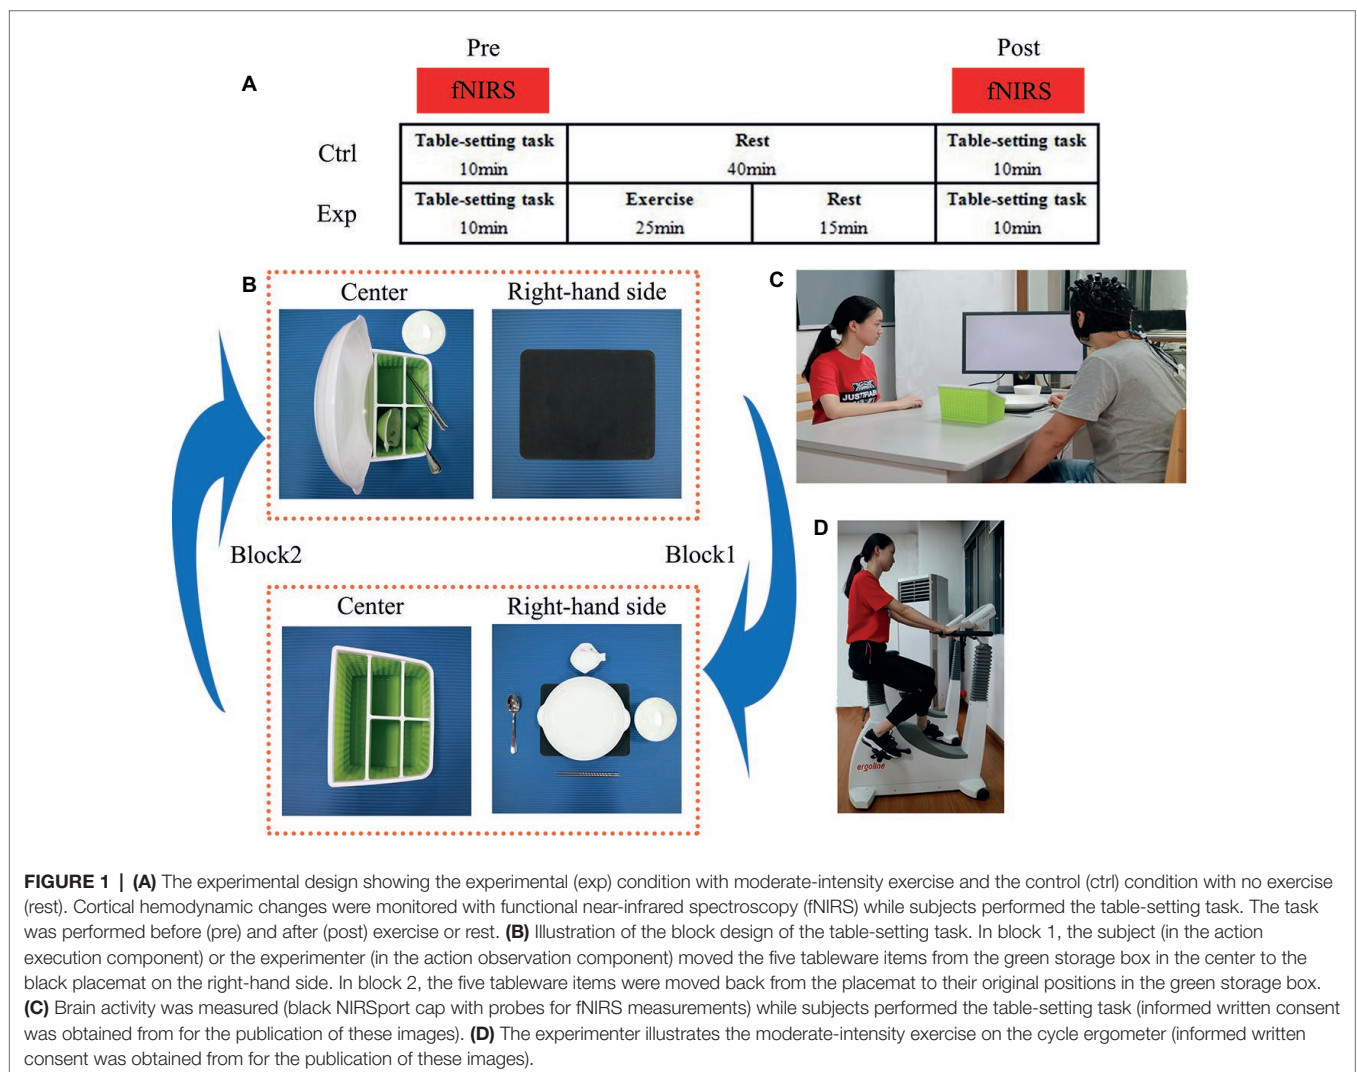 Pre Post
A fNIRS fNIRS
Ctrl Table-setting task Rest Table-setting task
10min 40min 10min
Exp Table-setting task Exercise Rest Table-setting task
10min 25min 15min 10min
B Center Right-hand side
C
JUSTIFIAB
Block2 Block1
D
Center Right-hand side
ergoline
FIGURE 1 | (A) The experimental design showing the experimental (exp) condition with moderate-intensity exercise and the control (ctrl) condition with no exercise
(rest). Cortical hemodynamic changes were monitored with functional near-infrared spectroscopy (fNIRS) while subjects performed the table-setting task. The task
was performed before (pre) and after (post) exercise or rest. (B) Illustration of the block design of the table-setting task. In block 1, the subject (in the action
execution component) or the experimenter (in the action observation component) moved the five tableware items from the green storage box in the center to the
black placemat on the right-hand side. In block 2, the five tableware items were moved back from the placemat to their original positions in the green storage box.
(C) Brain activity was measured (black NIRSport cap with probes for fNIRS measurements) while subjects performed the table-setting task (informed written consent
was obtained from for the publication of these images). (D) The experimenter illustrates the moderate-intensity exercise on the cycle ergometer (informed written
consent was obtained from for the publication of these images).